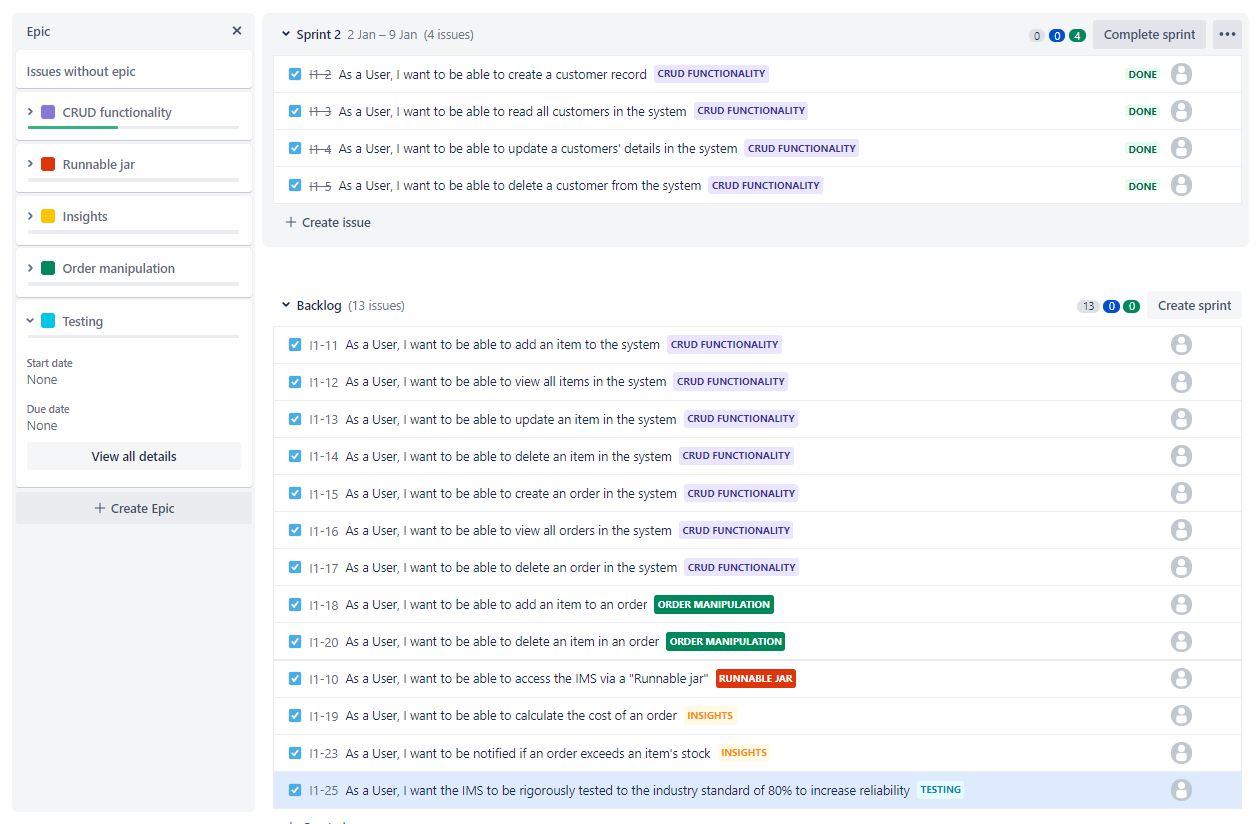 Epic
Issues without epic
CRUD functionality
Runnable jar
Insights
Order manipulation
Testing
Start date
None
Due date
None
View all details
+ Create Epic
Sprint 2 2 Jan – 9 Jan (4 issues) 0 0 4 Complete sprint
I1-2 As a User, I want to be able to create a customer record CRUD FUNCTIONALITY DONE
I1-3 As a User, I want to be able to read all customers in the system CRUD FUNCTIONALITY DONE
I1-4 As a User, I want to be able to update a customers' details in the system CRUD FUNCTIONALITY DONE
I1-5 As a User, I want to be able to delete a customer from the system CRUD FUNCTIONALITY DONE
+ Create issue
Backlog (13 issues) 13 0 0 Create sprint
I1-11 As a User, I want to be able to add an item to the system CRUD FUNCTIONALITY
I1-12 As a User, I want to be able to view all items in the system CRUD FUNCTIONALITY
I1-13 As a User, I want to be able to update an item in the system CRUD FUNCTIONALITY
I1-14 As a User, I want to be able to delete an item in the system CRUD FUNCTIONALITY
I1-15 As a User, I want to be able to create an order in the system CRUD FUNCTIONALITY
I1-16 As a User, I want to be able to view all orders in the system CRUD FUNCTIONALITY
I1-17 As a User, I want to be able to delete an order in the system CRUD FUNCTIONALITY
I1-18 As a User, I want to be able to add an item to an order ORDER MANIPULATION
I1-20 As a User, I want to be able to delete an item in an order ORDER MANIPULATION
I1-10 As a User, I want to be able to access the IMS via a "Runnable jar" RUNNABLE JAR
I1-19 As a User, I want to be able to calculate the cost of an order INSIGHTS
I1-23 As a User, I want to be notified if an order exceeds an item's stock INSIGHTS
I1-25 As a User, I want the IMS to be rigorously tested to the industry standard of 80% to increase reliability TESTING